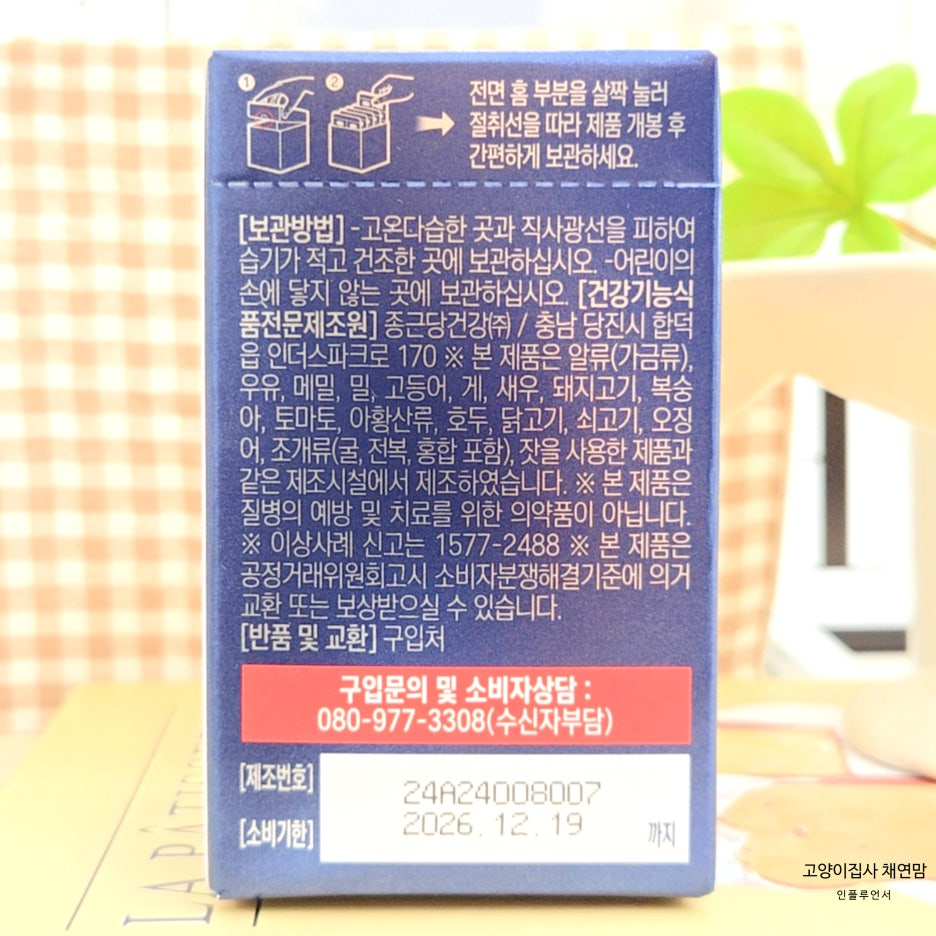 1 2
전면 홈 부분을 살짝 눌러
절취선을 따라 제품 개봉 후
간편하게 보관하세요.
[보관방법] -고온다습한 곳과 직사광선을 피하여
습기가 적고 건조한 곳에 보관하십시오. -어린이의
손에 닿지 않는 곳에 보관하십시오. [건강기능식
품전문제조원] 종근당건강㈜ / 충남 당진시 합덕
읍 인더스파크로 170 ※ 본 제품은 알류(가금류),
우유, 메밀, 밀, 고등어, 게, 새우, 돼지고기, 복숭
아, 토마토, 아황산류, 호두, 닭고기, 쇠고기, 오징
어, 조개류(굴, 전복, 홍합 포함), 잣을 사용한 제품과
같은 제조시설에서 제조하였습니다. ※ 본 제품은
질병의 예방 및 치료를 위한 의약품이 아닙니다.
※ 이상사례 신고는 1577-2488 ※ 본 제품은
공정거래위원회고시 소비자분쟁해결기준에 의거
교환 또는 보상받으실 수 있습니다.
[반품 및 교환] 구입처
구입문의 및 소비자상담 :
080-977-3308(수신자부담)
[제조번호] 24A24008007
[소비기한] 2026.12.19 까지
LA PÂTISS
고양이집사 채연맘
인플루언서